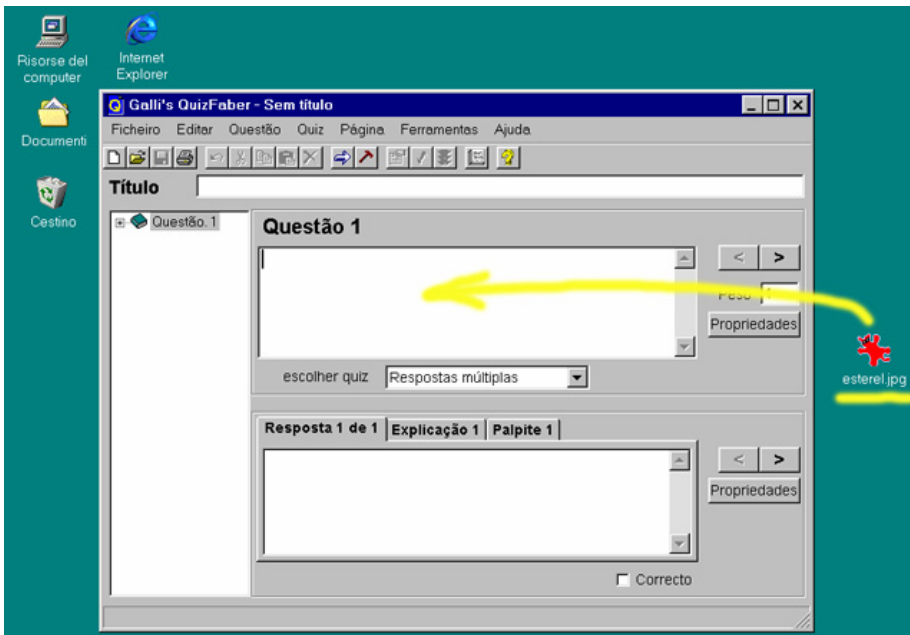 Risorse del
computer
Internet
Explorer
Documenti
Cestino
Galli's QuizFaber - Sem título
Ficheiro Editar Questão Quiz Página Ferramentas Ajuda
Título
Questão. 1
Questão 1
< >
Peso
Propriedades
escolher quiz Respostas múltiplas
esterel.jpg
Resposta 1 de 1 Explicação 1 Palpite 1
< >
Propriedades
Correcto